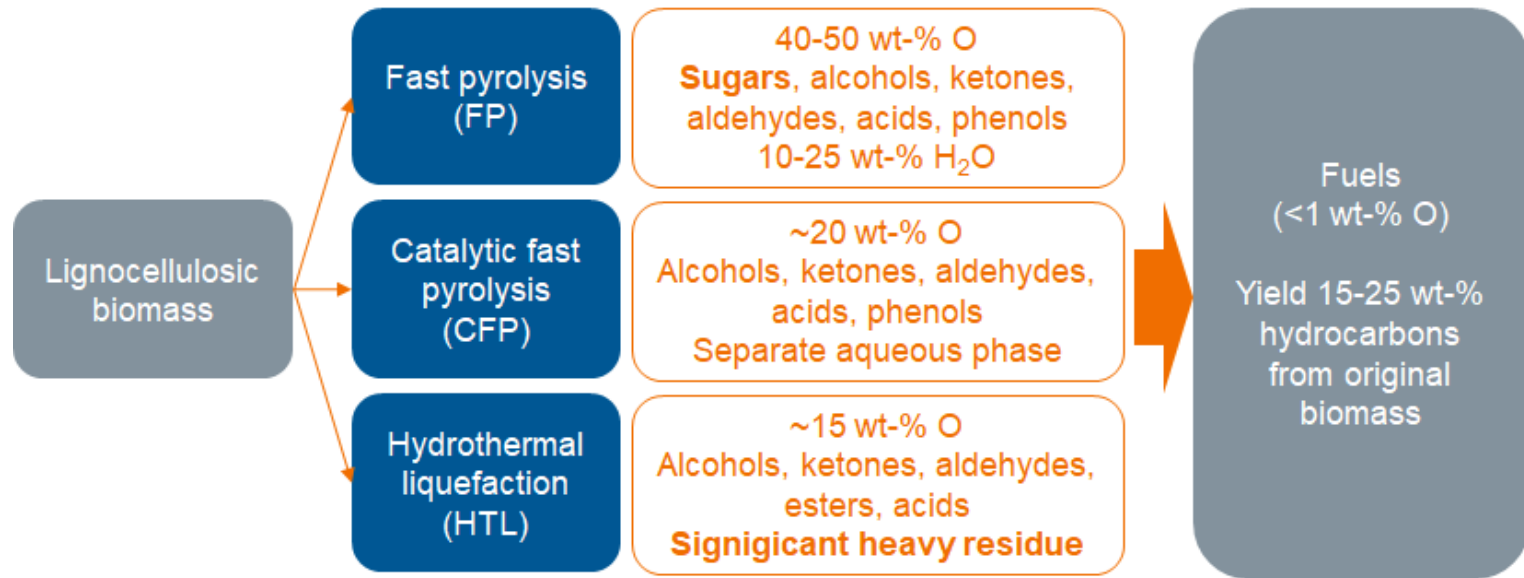 Lignocellulosic
biomass
Fast pyrolysis
(FP)
40-50 wt-% O
Sugars, alcohols, ketones,
aldehydes, acids, phenols
10-25 wt-% H₂O
Catalytic fast
pyrolysis
(CFP)
~20 wt-% O
Alcohols, ketones, aldehydes,
acids, phenols
Separate aqueous phase
Hydrothermal
liquefaction
(HTL)
~15 wt-% O
Alcohols, ketones, aldehydes,
esters, acids
Signigicant heavy residue
Fuels
(<1 wt-% O)
Yield 15-25 wt-%
hydrocarbons
from original
biomass